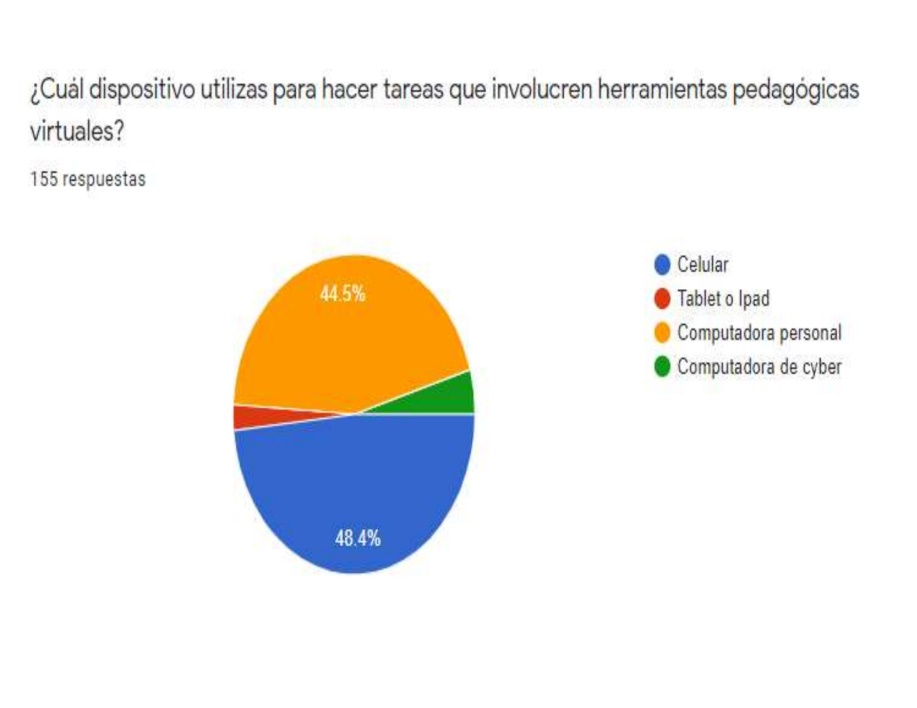 ¿Cuál dispositivo utilizas para hacer tareas que involucren herramientas pedagógicas
virtuales?
155 respuestas
44.5%
48.4%
Celular
Tablet o Ipad
Computadora personal
Computadora de cyber